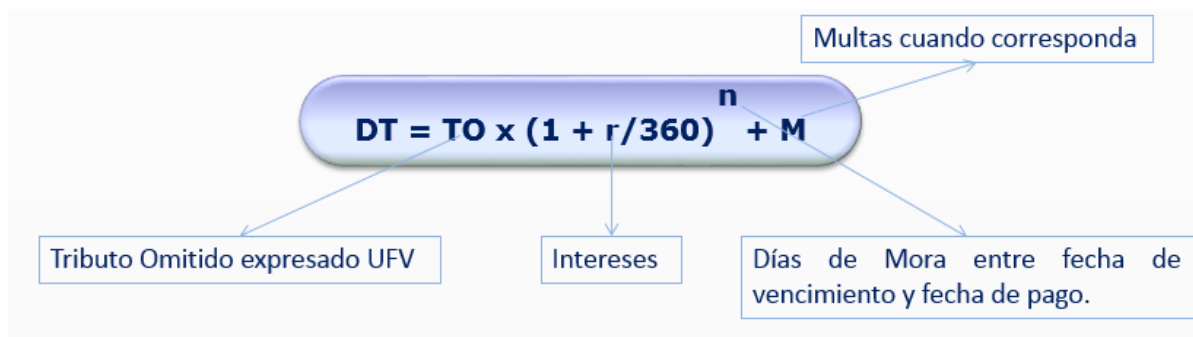 Multas cuando corresponda
n
DT = TO x (1 + r/360) + M
Tributo Omitido expresado UFV
Intereses
Días de Mora entre fecha de
vencimiento y fecha de pago.